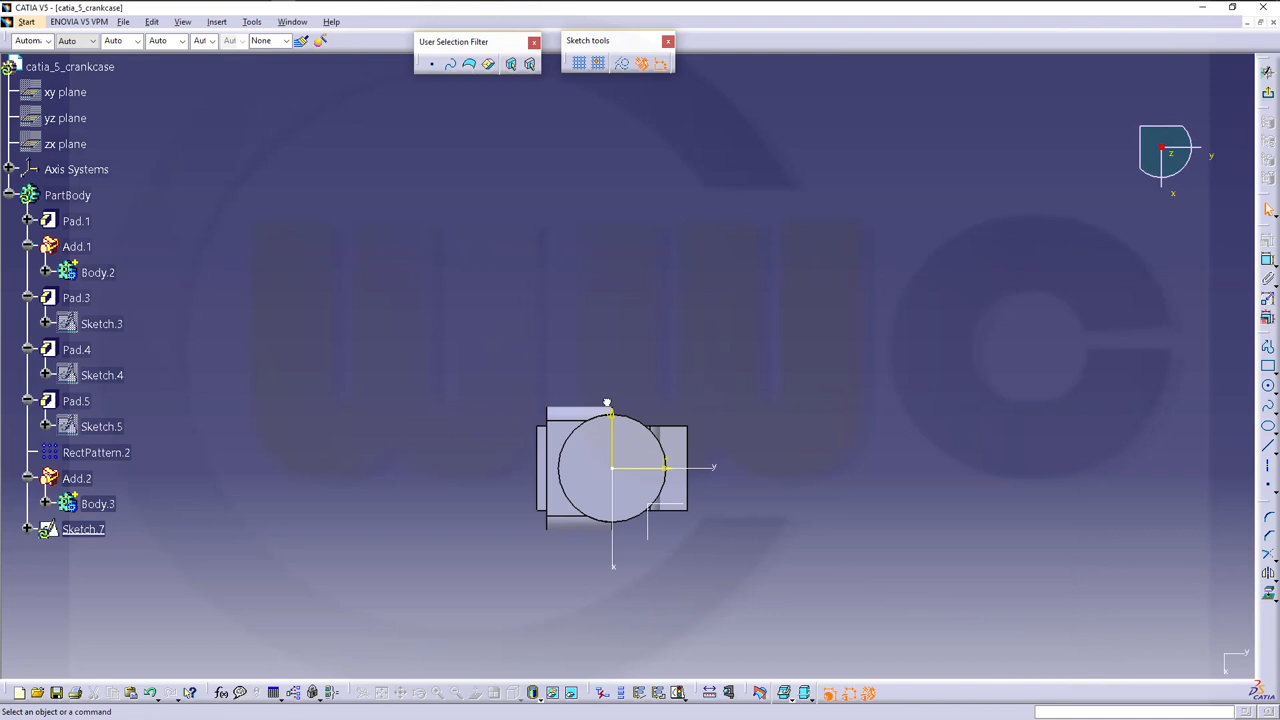 CATIA V5 - [catia_5_crankcase]
Start ENOVIA V5 VPM File Edit View Insert Tools Window Help
Autom Auto Auto Auto Aut Aut None
User Selection Filter
Sketch tools
catia_5_crankcase
xy plane
yz plane
zx plane
Axis Systems
PartBody
Pad.1
Add.1
Body.2
Pad.3
Sketch.3
Pad.4
Sketch.4
Pad.5
Sketch.5
RectPattern.2
Add.2
Body.3
Sketch.7
z y
x
y
x
y
x
CATIA
Select an object or a command